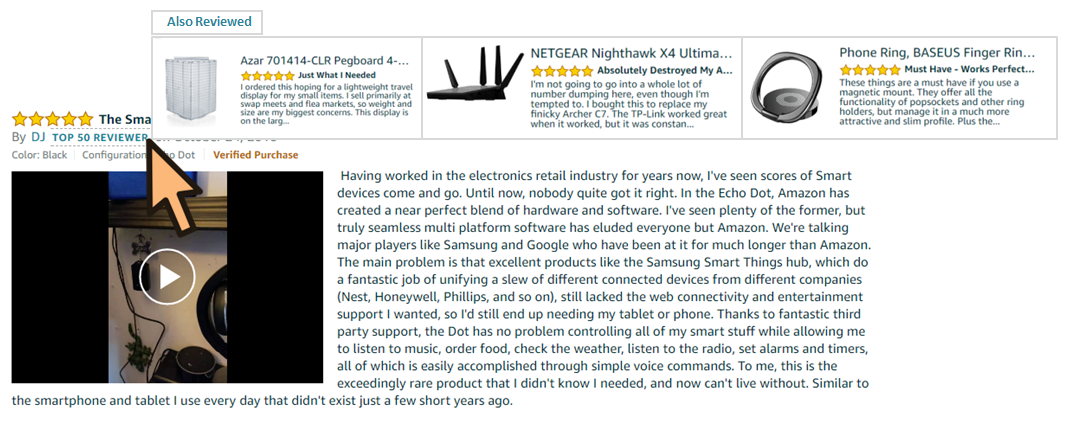 Also Reviewed
Azar 701414-CLR Pegboard 4-...
Just What I Needed
I ordered this hoping for a lightweight travel
display for my small items. I sell primarily at
swap meets and flea markets, so weight and
size are my biggest concerns. This display is
on the larg...
NETGEAR Nighthawk X4 Ultima...
Absolutely Destroyed My A...
I'm not going to go into a whole lot of
number dumping here, even though I'm
tempted to. I bought this to replace my
finicky Archer C7. The TP-Link worked great
when it worked, but it was constan...
Phone Ring, BASEUS Finger Rin...
Must Have - Works Perfect...
These things are a must have if you use a
magnetic mount. They offer all the
functionality of popsockets and other ring
holders, but manage it in a much more
attractive and slim profile. Plus the...
The Sma
By DJ TOP 50 REVIEWER
Color: Black Configuration Dot Verified Purchase
Having worked in the electronics retail industry for years now, I've seen scores of Smart
devices come and go. Until now, nobody quite got it right. In the Echo Dot, Amazon has
created a near perfect blend of hardware and software. I've seen plenty of the former, but
truly seamless multi platform software has eluded everyone but Amazon. We're talking
major players like Samsung and Google who have been at it for much longer than Amazon.
The main problem is that excellent products like the Samsung Smart Things hub, which do
a fantastic job of unifying a slew of different connected devices from different companies
(Nest, Honeywell, Phillips, and so on), still lacked the web connectivity and entertainment
support I wanted, so I'd still end up needing my tablet or phone. Thanks to fantastic third
party support, the Dot has no problem controlling all of my smart stuff while allowing me
to listen to music, order food, check the weather, listen to the radio, set alarms and timers,
all of which is easily accomplished through simple voice commands. To me, this is the
exceedingly rare product that I didn't know I needed, and now can't live without. Similar to
the smartphone and tablet I use every day that didn't exist just a few short years ago.